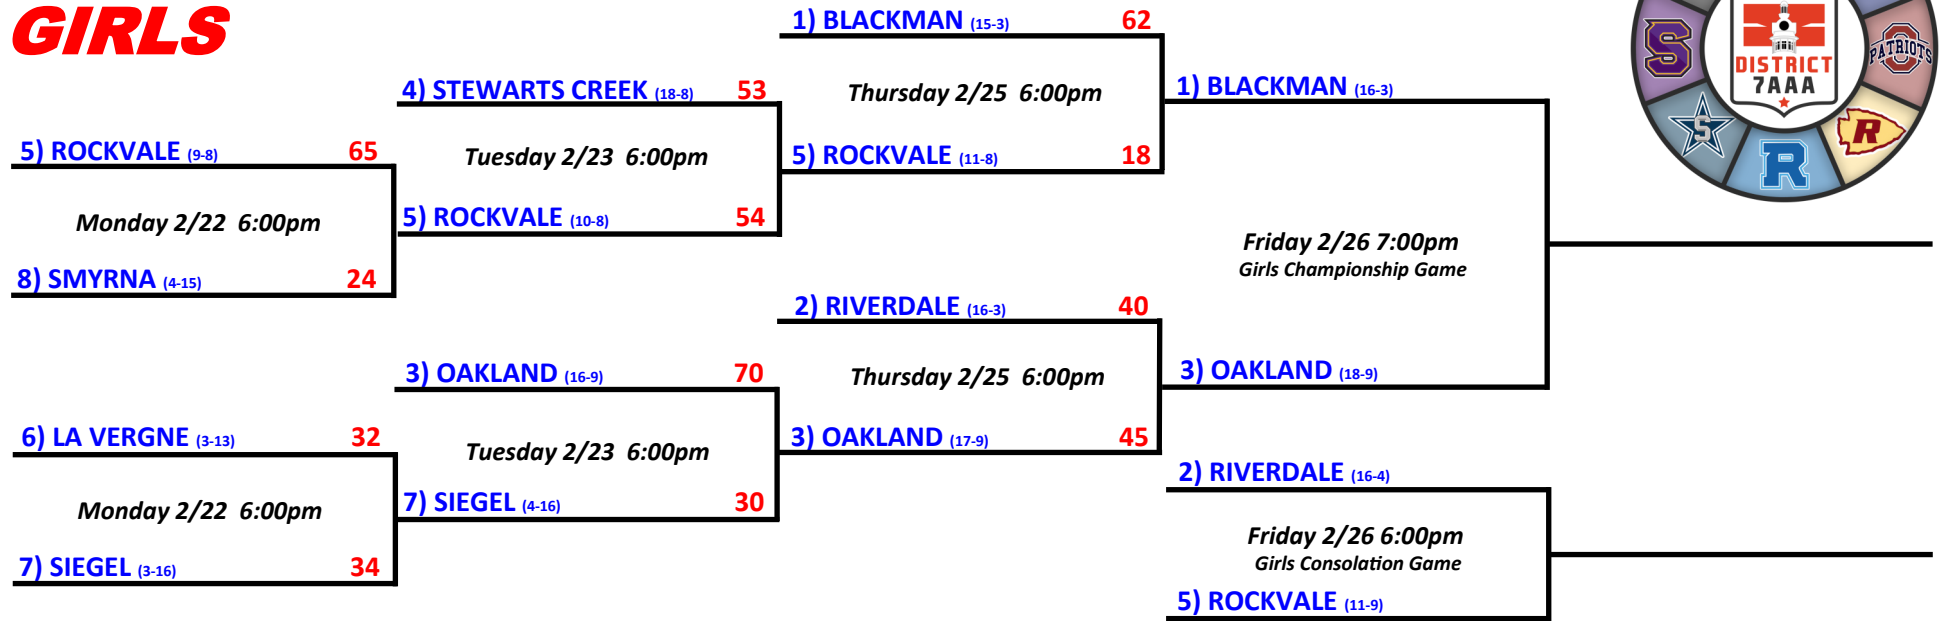 GIRLS
5) ROCKVALE (9-8) 65
Monday 2/22 6:00pm
8) SMYRNA (4-15) 24
6) LA VERGNE (3-13) 32
Monday 2/22 6:00pm
7) SIEGEL (3-16) 34
4) STEWARTS CREEK (18-8) 53
Tuesday 2/23 6:00pm
5) ROCKVALE (10-8) 54
3) OAKLAND (16-9) 70
Tuesday 2/23 6:00pm
7) SIEGEL (4-16) 30
1) BLACKMAN (15-3) 62
Thursday 2/25 6:00pm
5) ROCKVALE (11-8) 18
2) RIVERDALE (16-3) 40
Thursday 2/25 6:00pm
3) OAKLAND (17-9) 45
1) BLACKMAN (16-3)
Friday 2/26 7:00pm
Girls Championship Game
3) OAKLAND (18-9)
2) RIVERDALE (16-4)
Friday 2/26 6:00pm
Girls Consolation Game
5) ROCKVALE (11-9)
DISTRICT
7AAA
S
PATRIOTS
S
R
R